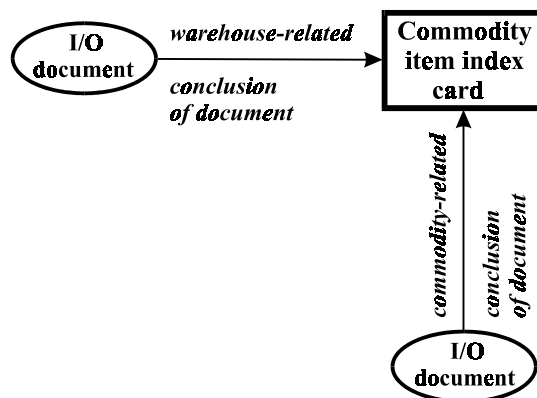 I/O
document
warehouse-related
conclusion
of document
Commodity
item index
card
commodity-related
conclusion
of document
I/O
document